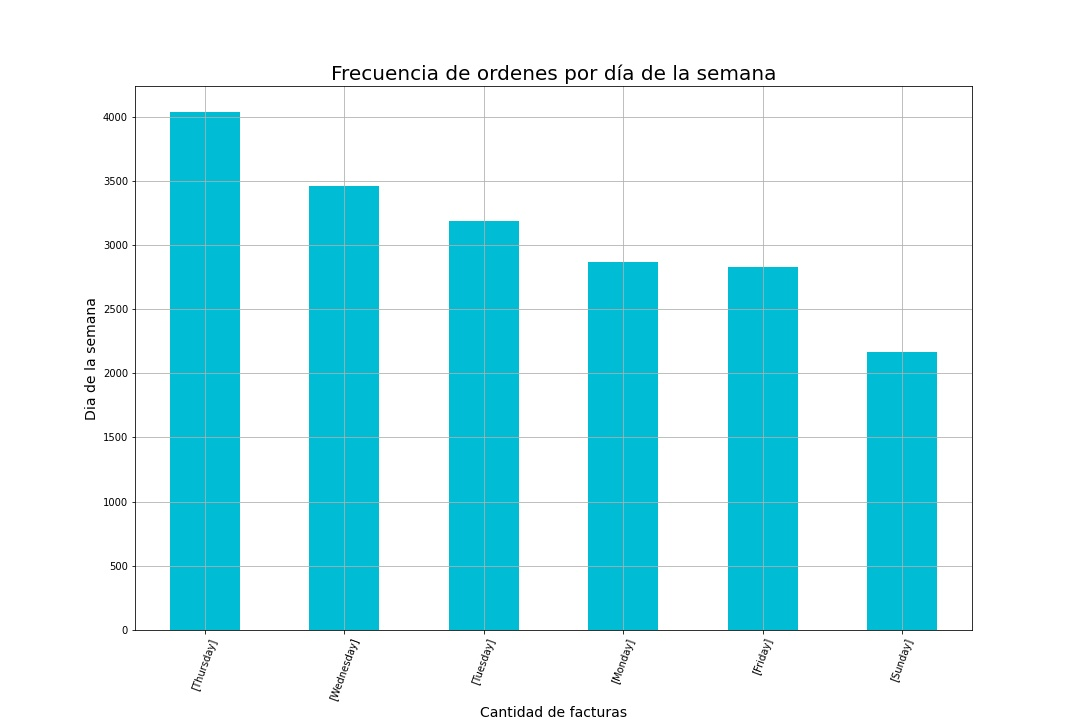 Frecuencia de ordenes por día de la semana
4000
3500
3000
2500
2000
1500
1000
500
0
Dia de la semana
[Thursday]
[Wednesday]
[Tuesday]
[Monday]
[Friday]
[Sunday]
Cantidad de facturas